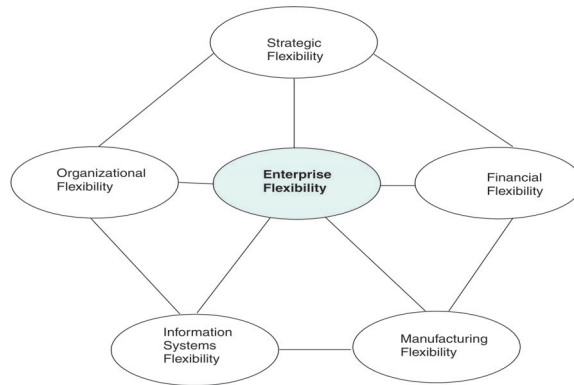 Strategic
Flexibility
Organizational
Flexibility
Enterprise
Flexibility
Financial
Flexibility
Information
Systems
Flexibility
Manufacturing
Flexibility